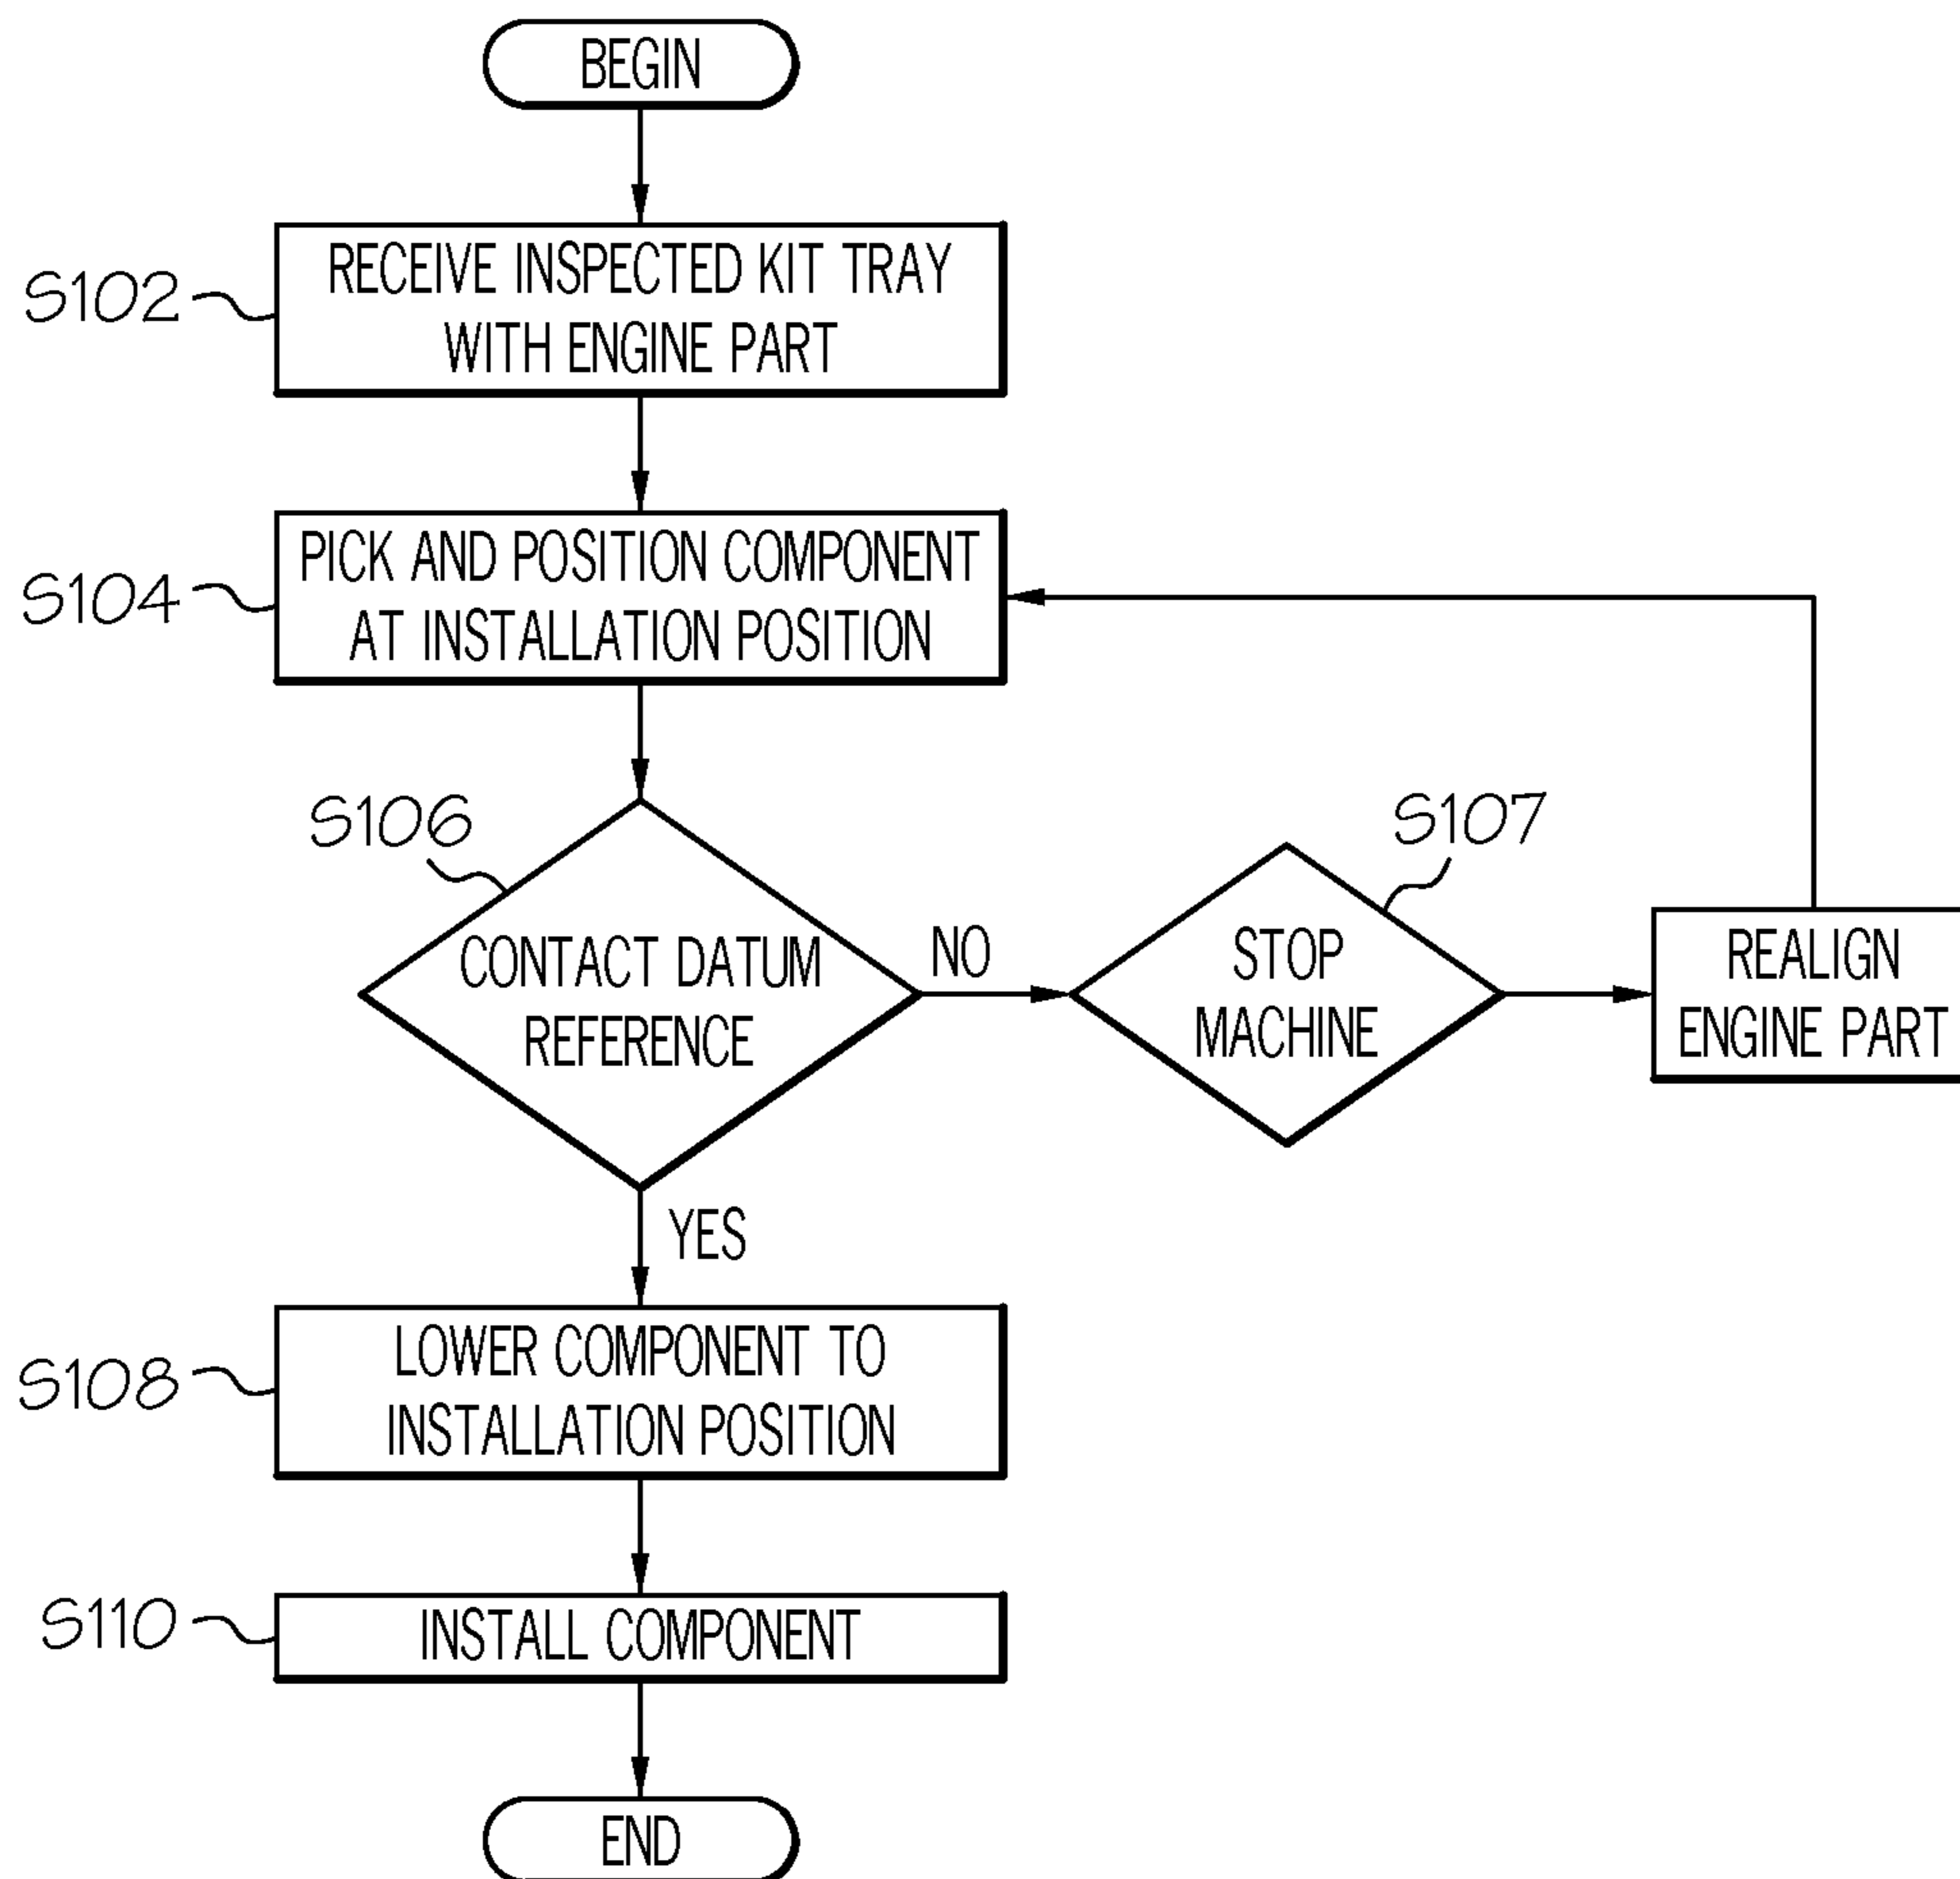 BEGIN
S102
RECEIVE INSPECTED KIT TRAY
WITH ENGINE PART
S104
PICK AND POSITION COMPONENT
AT INSTALLATION POSITION
S106
CONTACT DATUM
REFERENCE
NO
S107
STOP
MACHINE
REALIGN
ENGINE PART
YES
S108
LOWER COMPONENT TO
INSTALLATION POSITION
S110
INSTALL COMPONENT
END